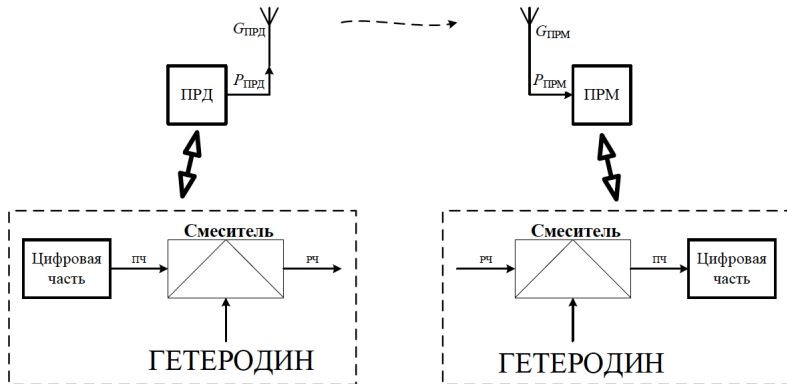 GПРД
GПРМ
PПРД
PПРМ
ПРД
ПРМ
Смеситель
Цифровая
часть
ПЧ
РЧ
ГЕТЕРОДИН
Смеситель
РЧ
ПЧ
Цифровая
часть
ГЕТЕРОДИН